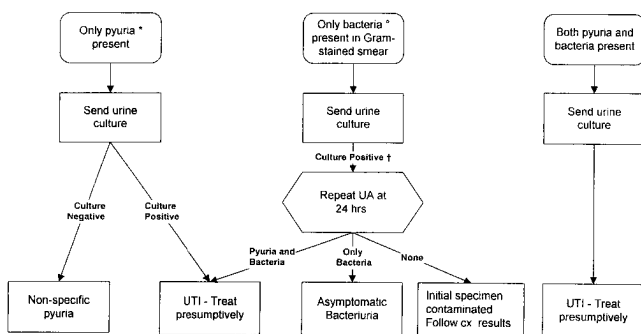 Only pyuria *
present
Only bacteria °
present in Gram-
stained smear
Both pyuria and
bacteria present
Send urine
culture
Send urine
culture
Send urine
culture
Culture Positive †
Repeat UA at
24 hrs
Culture
Negative
Culture
Positive
Pyuria and
Bacteria
Only
Bacteria
None
Non-specific
pyuria
UTI - Treat
presumptively
Asymptomatic
Bacteriuria
Initial specimen
contaminated
Follow cx results
UTI - Treat
presumptively